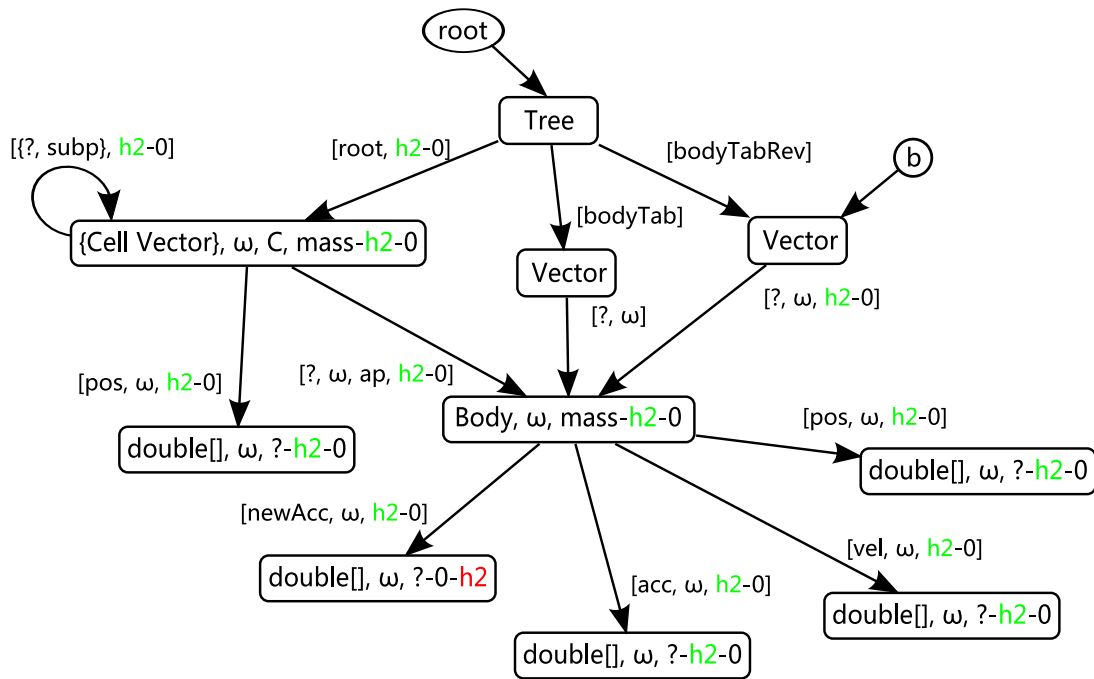 root
Tree
[{?, subp}, h2-0]
[root, h2-0]
[bodyTabRev]
b
[bodyTab]
{Cell Vector}, ω, C, mass-h2-0
Vector
Vector
[?, ω]
[?, ω, h2-0]
[pos, ω, h2-0]
[?, ω, ap, h2-0]
Body, ω, mass-h2-0
[pos, ω, h2-0]
double[], ω, ?-h2-0
double[], ω, ?-h2-0
[newAcc, ω, h2-0]
[vel, ω, h2-0]
double[], ω, ?-0-h2
[acc, ω, h2-0]
double[], ω, ?-h2-0
double[], ω, ?-h2-0